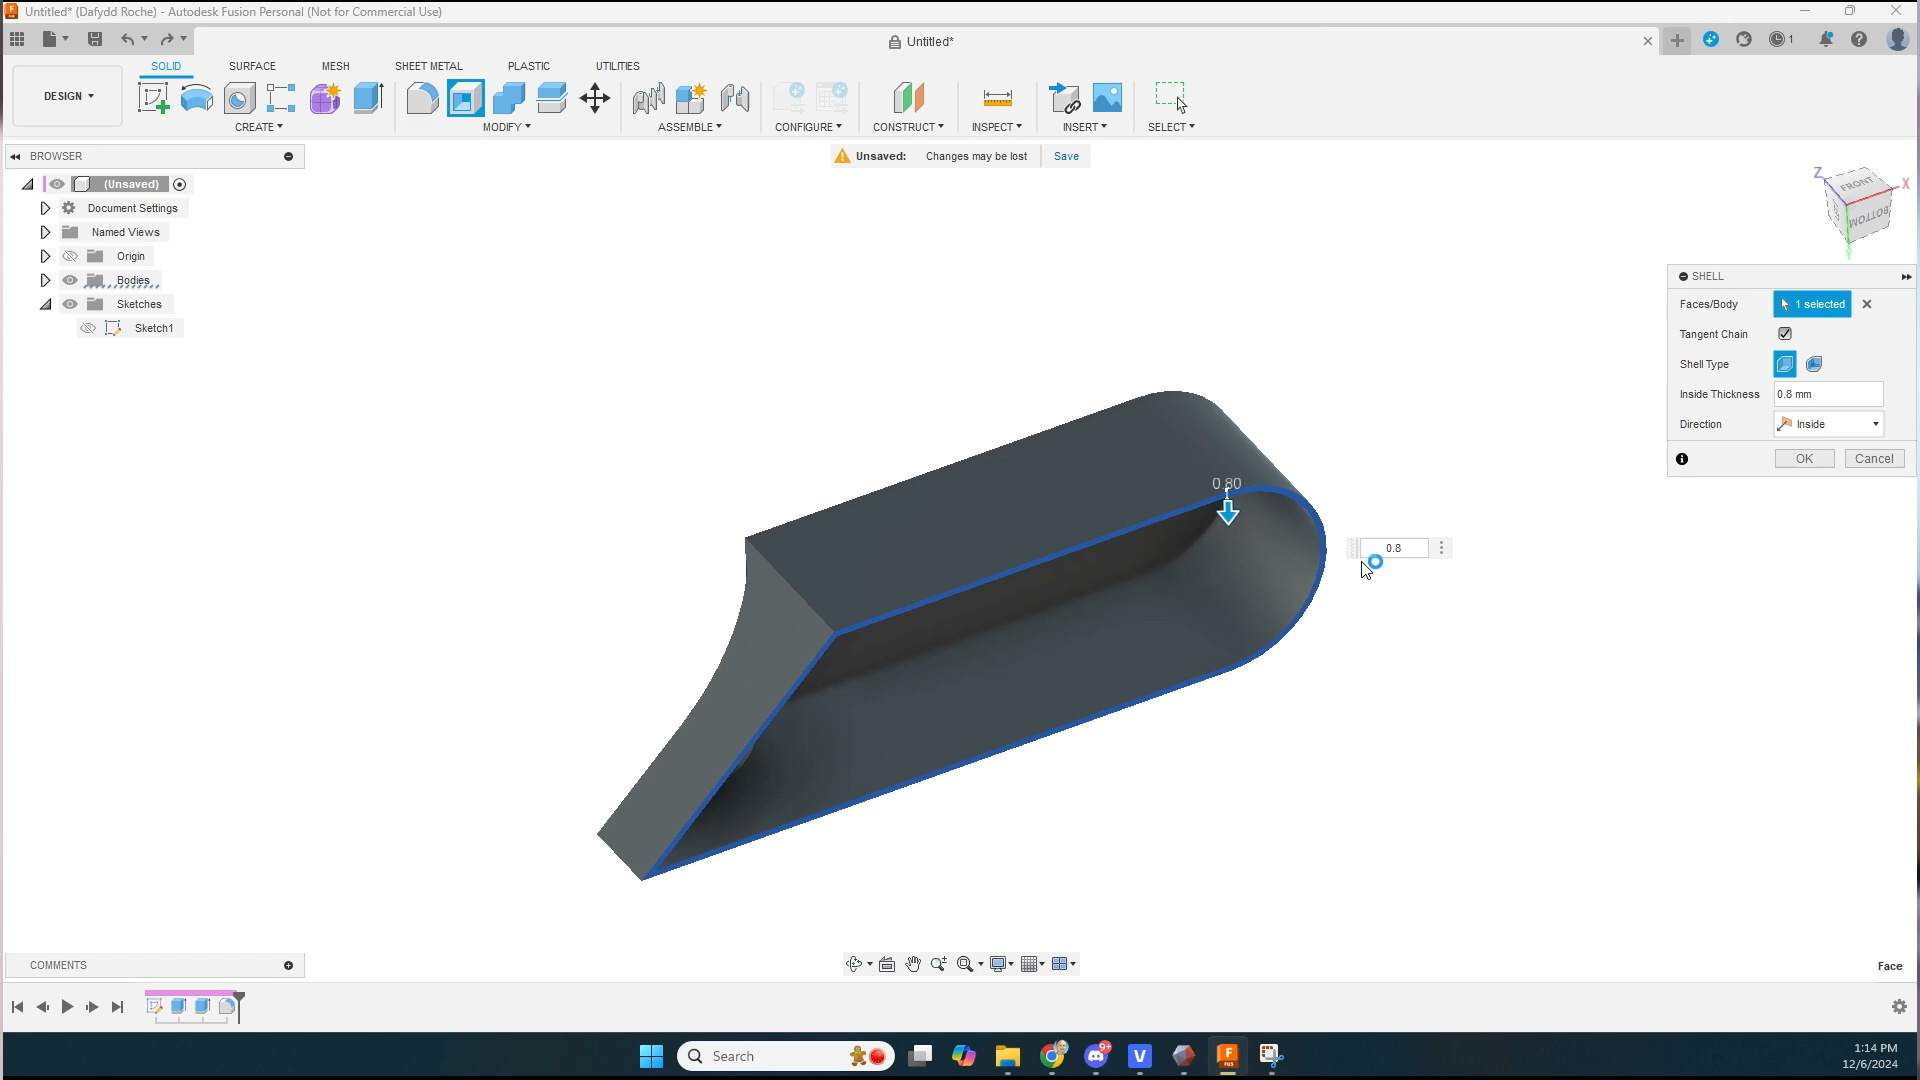 Untitled* (Dafydd Roche) - Autodesk Fusion Personal (Not for Commercial Use)
Untitled*
1
SOLID SURFACE MESH SHEET METAL PLASTIC UTILITIES
DESIGN
CREATE MODIFY ASSEMBLE CONFIGURE CONSTRUCT INSPECT INSERT SELECT
BROWSER
Unsaved: Changes may be lost Save
(Unsaved)
Document Settings
Named Views
Origin
Bodies
Sketches
Sketch1
Z
X
FRONT
BOTTOM
Y
SHELL
Faces/Body 1 selected
Tangent Chain
Shell Type
Inside Thickness 0.8 mm
Direction Inside
OK Cancel
0.80
0.8
COMMENTS
Face
Search
9+
V
F
FUS
1:14 PM
12/6/2024